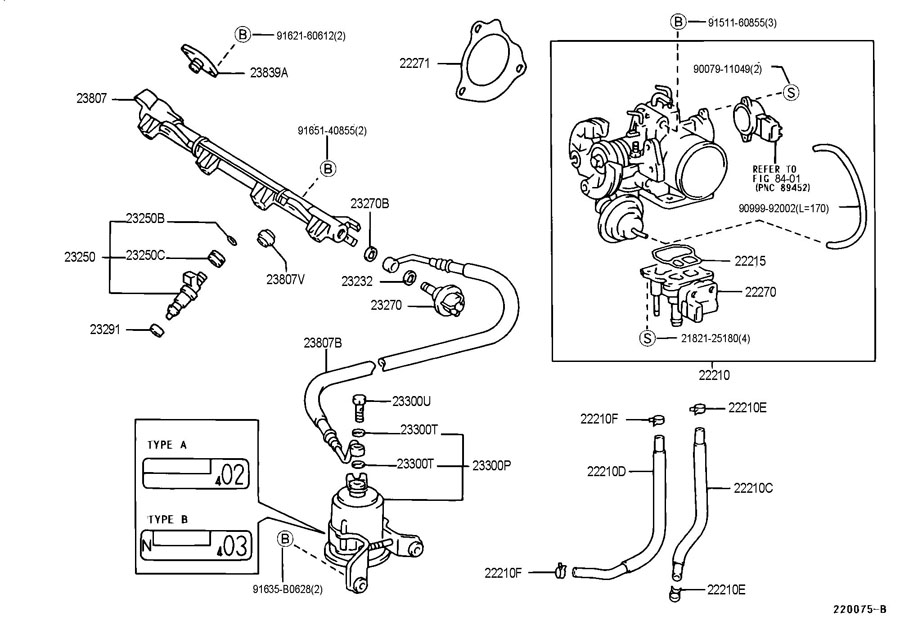 B 91511-60855(3)
B 91621-60612(2)
22271
23839A
90079-11049(2)
S
23807
91651-40855(2)
B
REFER TO
FIG 84-01
(PNC 89452)
23270B
90999-92002(L=170)
23250B
23250
23250C
22215
23807V
23232
22270
23270
23291
S 21821-25180(4)
23807B
22210
23300U
22210F
22210E
23300T
TYPE A
23300T
23300P
22210D
402
22210C
TYPE B
N
403
B
22210F
91635-B0628(2)
22210E
220075-B